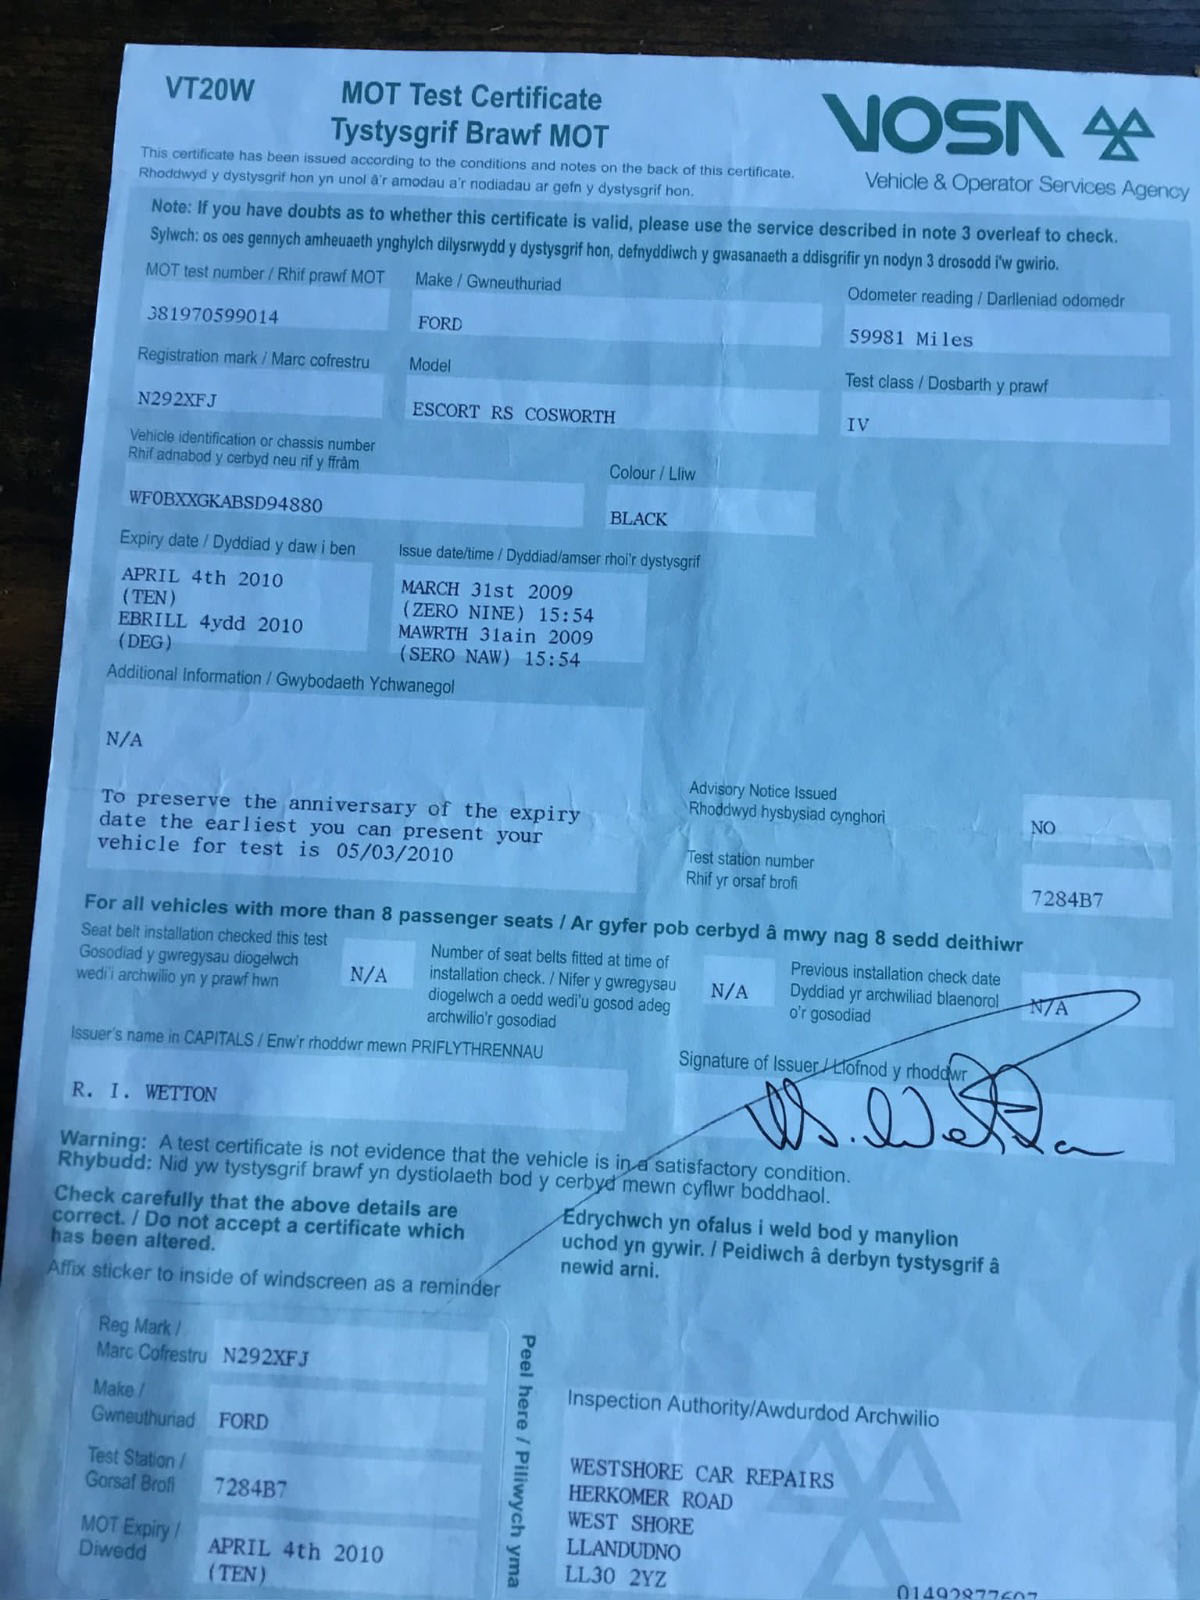 VT20W
MOT Test Certificate
Tystysgrif Brawf MOT
VOSA
Vehicle & Operator Services Agency
This certificate has been issued according to the conditions and notes on the back of this certificate.
Rhoddwyd y dystysgrif hon yn unol â'r amodau a'r nodiadau ar gefn y dystysgrif hon.
Note: If you have doubts as to whether this certificate is valid, please use the service described in note 3 overleaf to check.
Sylwch: os oes gennych amheuaeth ynghylch dilysrwydd y dystysgrif hon, defnyddiwch y gwasanaeth a ddisgrifir yn nodyn 3 drosodd i'w gwirio.
MOT test number / Rhif prawf MOT
381970599014
Make / Gwneuthuriad
FORD
Odometer reading / Darlleniad odomedr
59981 Miles
Registration mark / Marc cofrestru
N292XFJ
Model
ESCORT RS COSWORTH
Test class / Dosbarth y prawf
IV
Vehicle identification or chassis number
Rhif adnabod y cerbyd neu rif y ffrâm
WF0BXXGKABSD94880
Colour / Lliw
BLACK
Expiry date / Dyddiad y daw i ben
APRIL 4th 2010
(TEN)
EBRILL 4ydd 2010
(DEG)
Issue date/time / Dyddiad/amser rhoi'r dystysgrif
MARCH 31st 2009
(ZERO NINE) 15:54
MAWRTH 31ain 2009
(SERO NAW) 15:54
Additional Information / Gwybodaeth Ychwanegol
N/A
To preserve the anniversary of the expiry
date the earliest you can present your
vehicle for test is 05/03/2010
Advisory Notice Issued
Rhoddwyd hysbysiad cynghori
NO
Test station number
Rhif yr orsaf brofi
7284B7
For all vehicles with more than 8 passenger seats / Ar gyfer pob cerbyd â mwy nag 8 sedd deithiwr
Seat belt installation checked this test
Gosodiad y gwregysau diogelwch
wedi'i archwilio yn y prawf hwn
N/A
Number of seat belts fitted at time of
installation check. / Nifer y gwregysau
diogelwch a oedd wedi'u gosod adeg
archwilio'r gosodiad
N/A
Previous installation check date
Dyddiad yr archwiliad blaenorol
o'r gosodiad
N/A
Issuer's name in CAPITALS / Enw'r rhoddwr mewn PRIFLYTHRENNAU
R. I. WETTON
Signature of Issuer / Llofnod y rhoddwr
Warning: A test certificate is not evidence that the vehicle is in a satisfactory condition.
Rhybudd: Nid yw tystysgrif brawf yn dystiolaeth bod y cerbyd mewn cyflwr boddhaol.
Check carefully that the above details are
correct. / Do not accept a certificate which
has been altered.
Edrychwch yn ofalus i weld bod y manylion
uchod yn gywir. / Peidiwch â derbyn tystysgrif â
newid arni.
Affix sticker to inside of windscreen as a reminder
Reg Mark /
Marc Cofrestru N292XFJ
Make /
Gwneuthuriad FORD
Test Station /
Gorsaf Brofi 7284B7
MOT Expiry /
Diwedd
APRIL 4th 2010
(TEN)
Peel here / Piliwych yma
Inspection Authority/Awdurdod Archwilio
WESTSHORE CAR REPAIRS
HERKOMER ROAD
WEST SHORE
LLANDUDNO
LL30 2YZ
01492877607